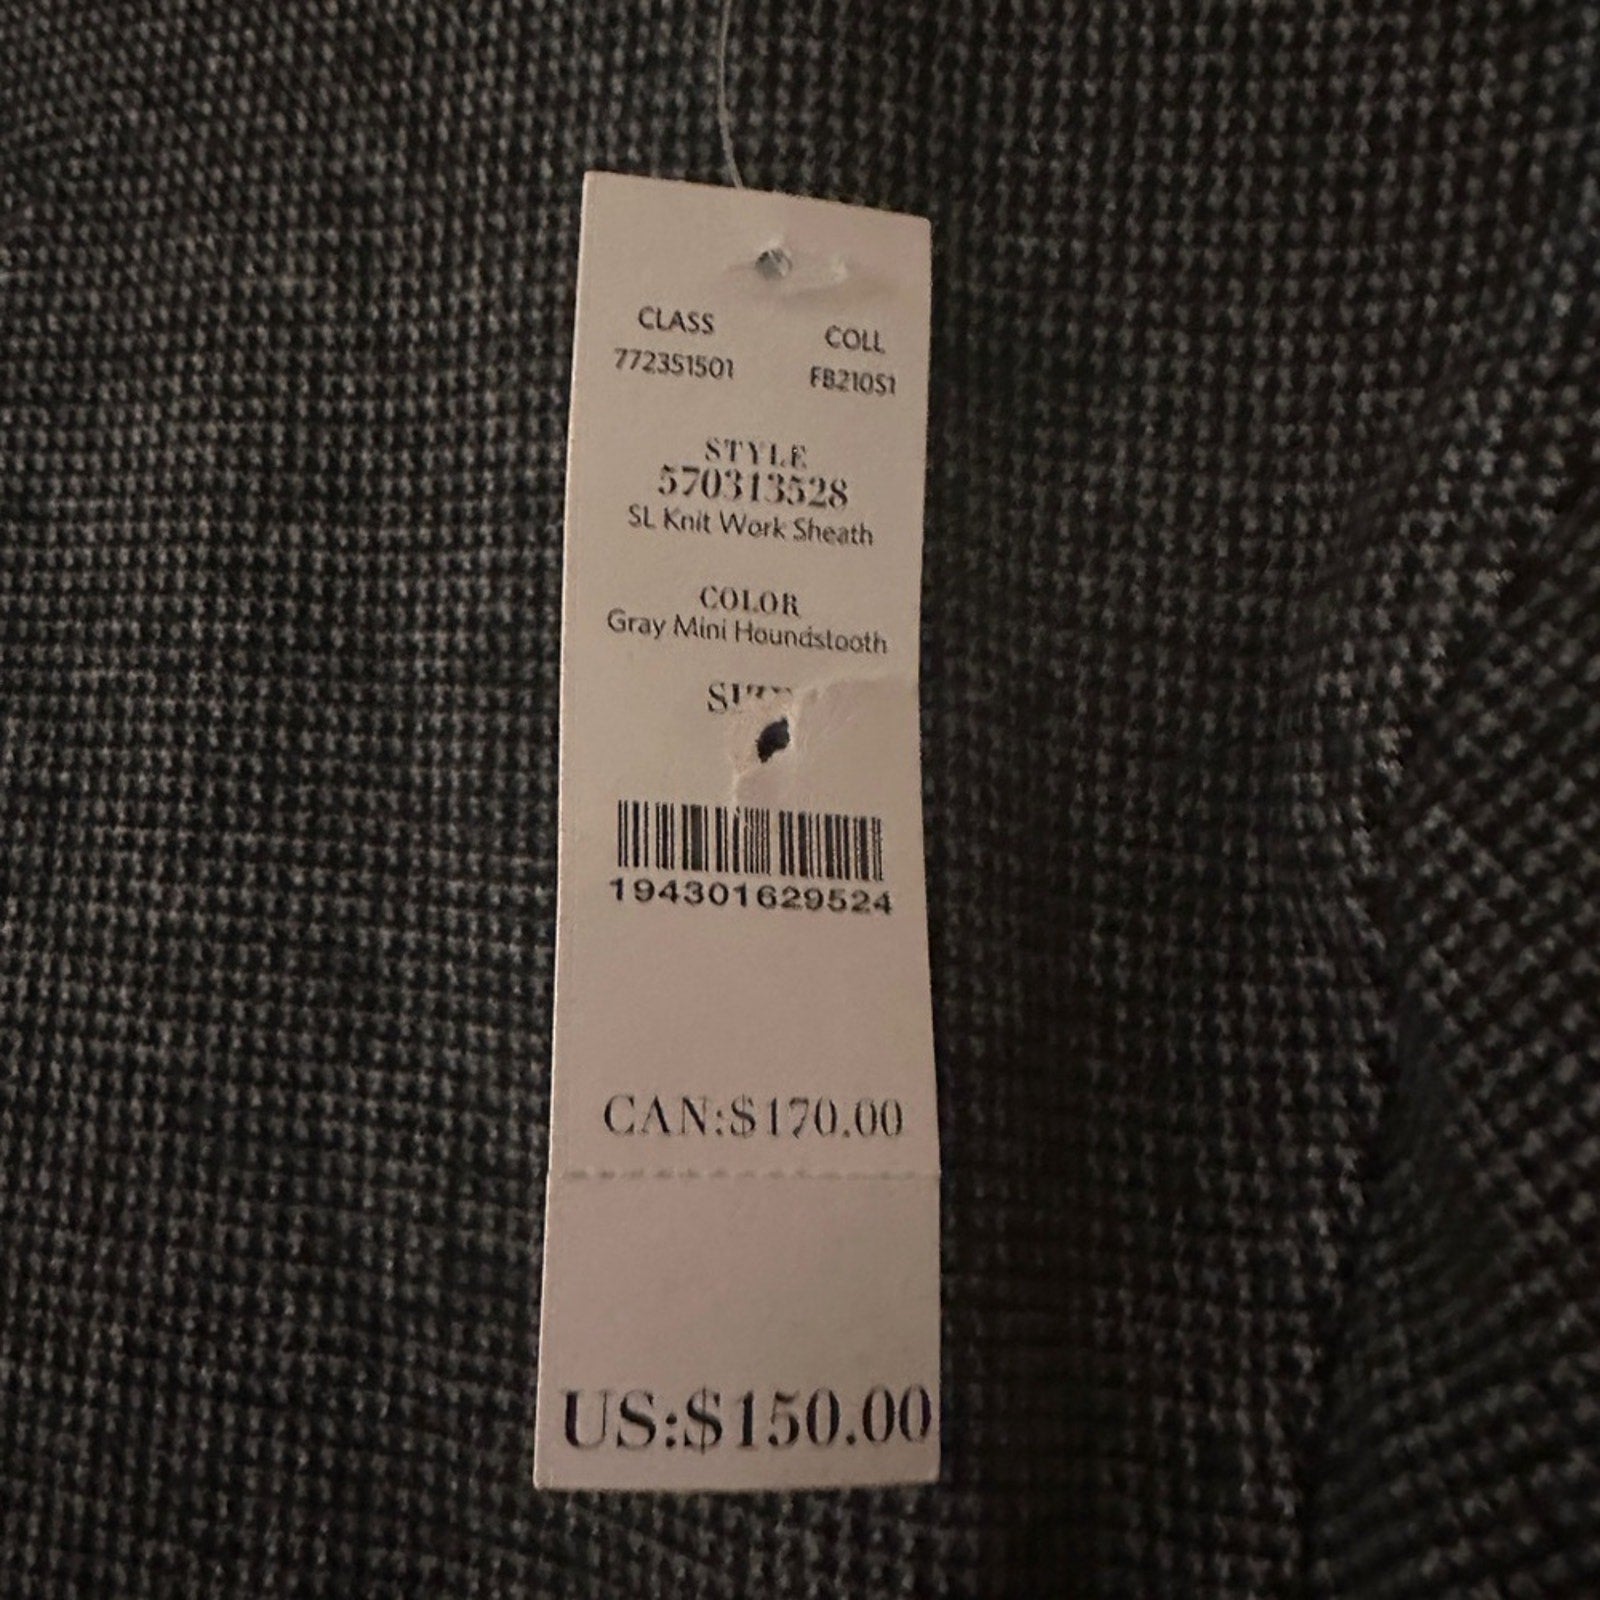 CLASS
772351501
COLL
FB210S1
STYLE
570313528
SL Knit Work Sheath
COLOR
Gray Mini Houndstooth
194301629524
CAN:$170.00
US:$150.00